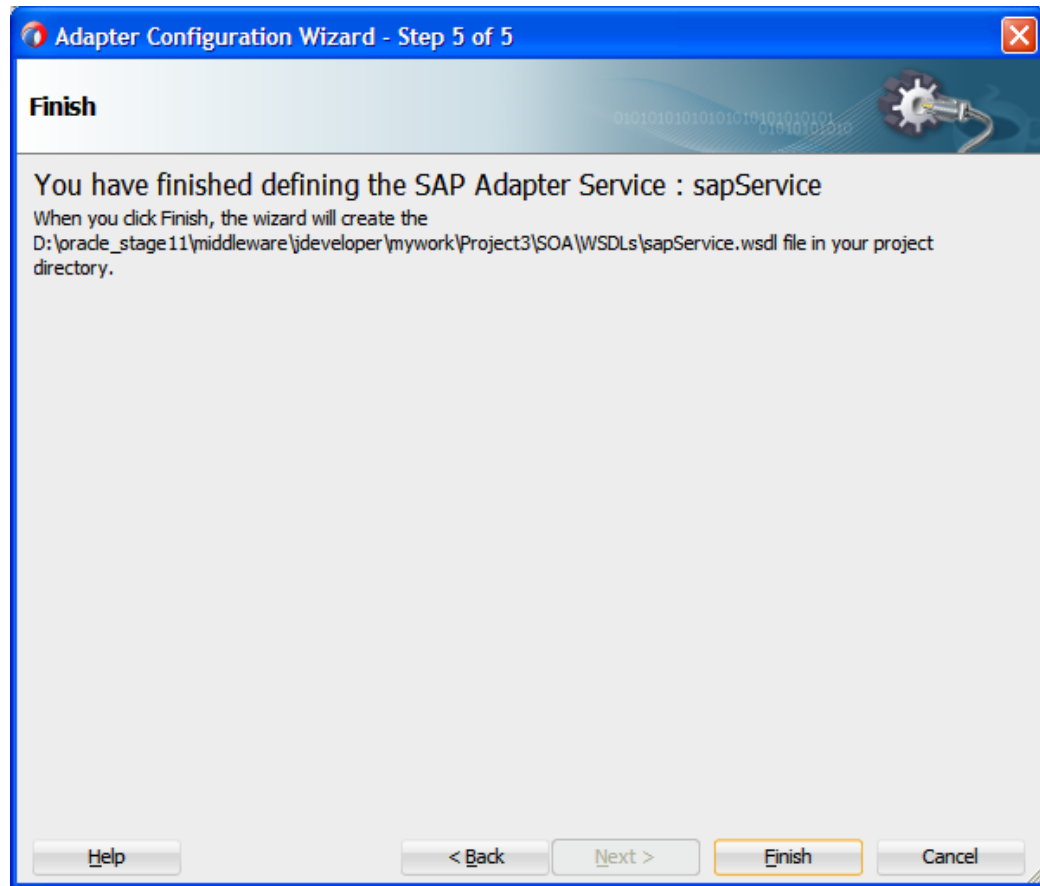 Adapter Configuration Wizard - Step 5 of 5
Finish
You have finished defining the SAP Adapter Service : sapService
When you click Finish, the wizard will create the
D:\oracle_stage11\middleware\jdeveloper\mywork\Project3\SOA\WSDLs\sapService.wsdl file in your project
directory.
Help
< Back
Next >
Finish
Cancel